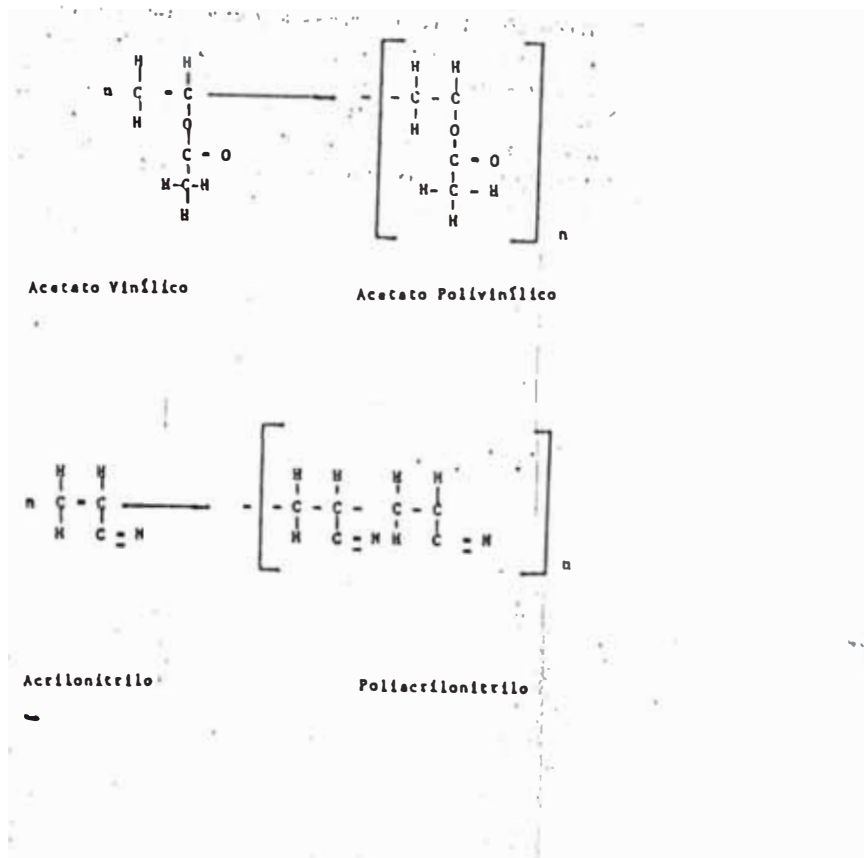 H H H H
n C = C - - C - C -
H O H O
C = O C = O
H-C-H H - C - H
H H
n
Acetato Vinílico Acetato Polivinílico
H H H H H H
n C = C - - C - C - C - C
H C ≡ N H C ≡ N H C ≡ N
n
Acrilonitrilo Poliacrilonitrilo